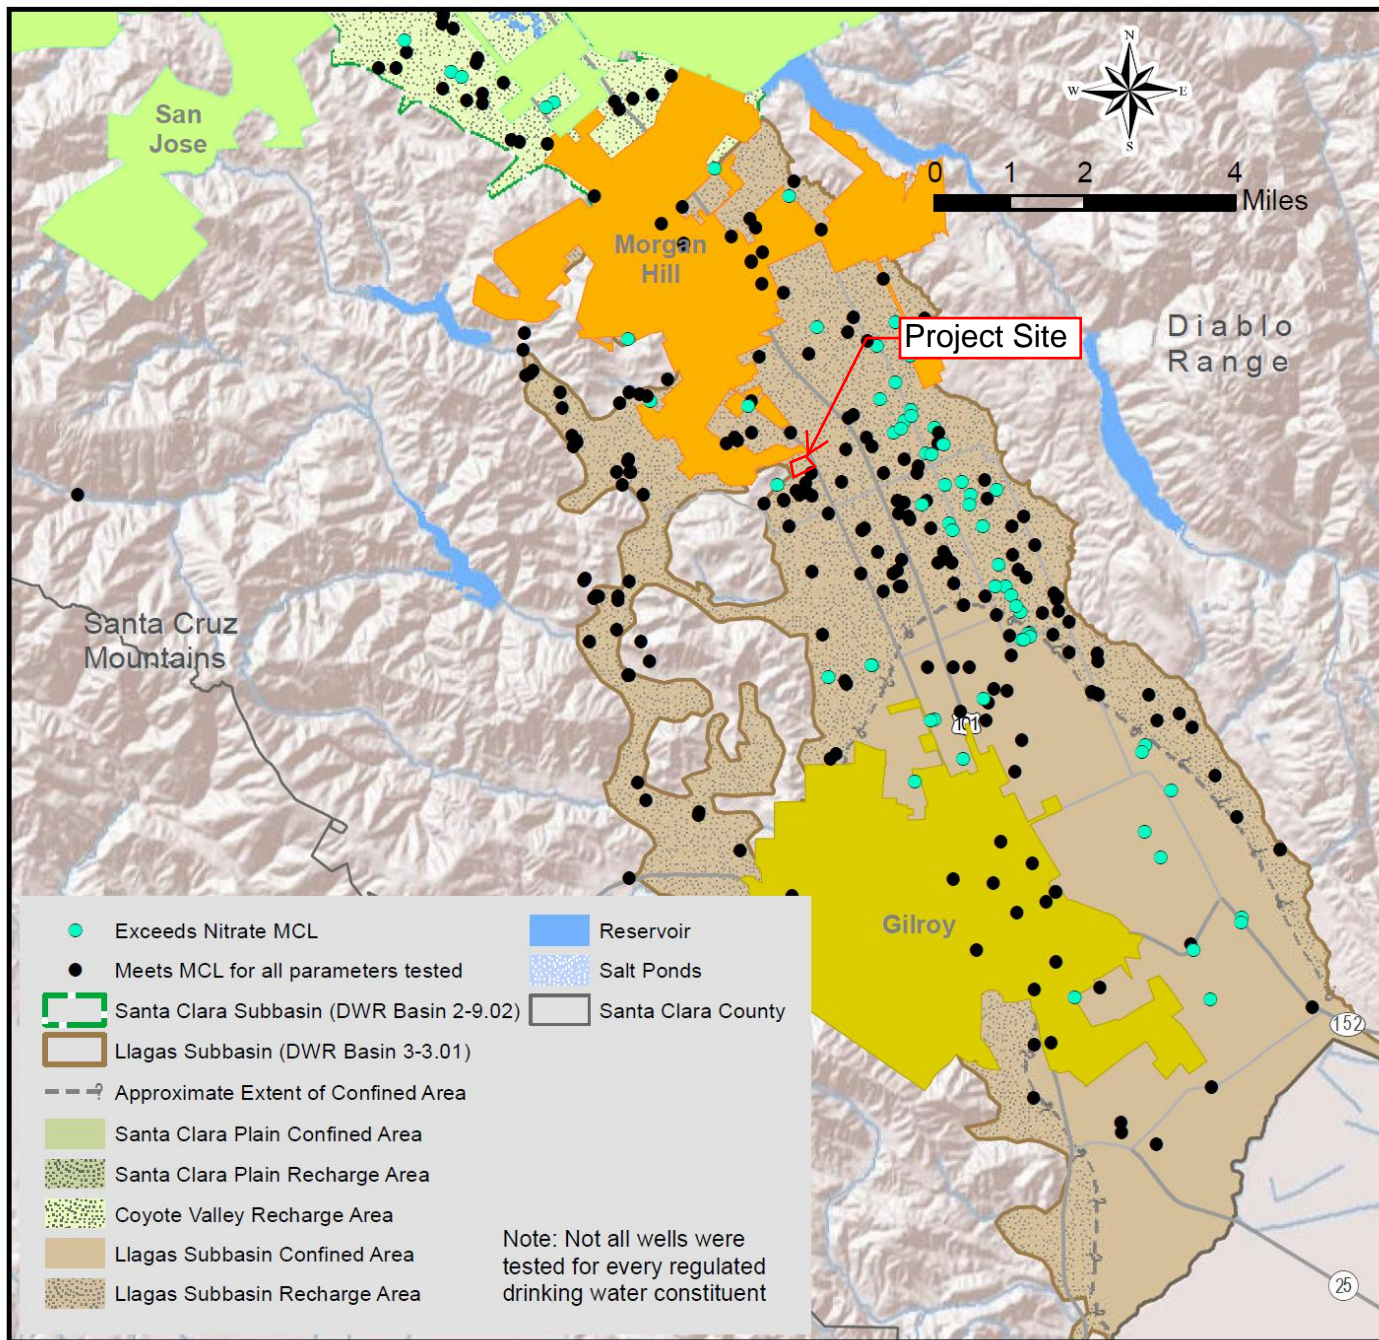 N
W
E
S
San
Jose
0
1
2
4
Miles
Morgan
Hill
Project Site
Diablo
Range
Santa Cruz
Mountains
101
Gilroy
Exceeds Nitrate MCL
Meets MCL for all parameters tested
Santa Clara Subbasin (DWR Basin 2-9.02)
Llagas Subbasin (DWR Basin 3-3.01)
Approximate Extent of Confined Area
Santa Clara Plain Confined Area
Santa Clara Plain Recharge Area
Coyote Valley Recharge Area
Llagas Subbasin Confined Area
Llagas Subbasin Recharge Area
Reservoir
Salt Ponds
Santa Clara County
Note: Not all wells were
tested for every regulated
drinking water constituent
152
25